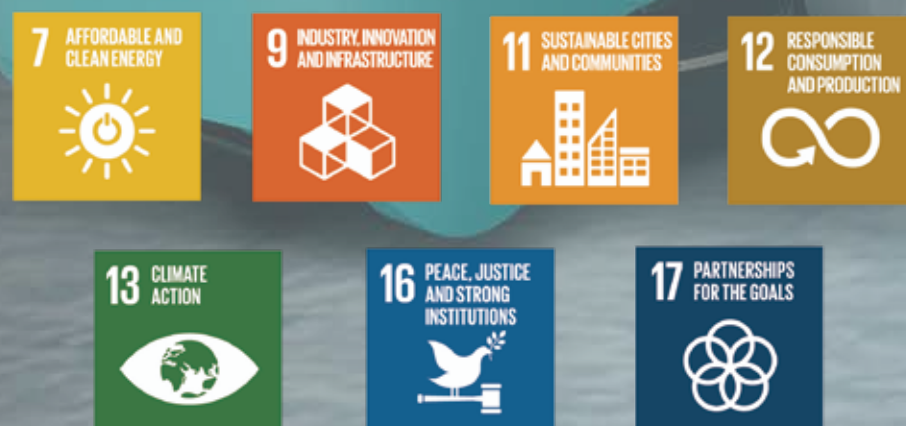 7 AFFORDABLE AND
CLEAN ENERGY
9 INDUSTRY, INNOVATION
AND INFRASTRUCTURE
11 SUSTAINABLE CITIES
AND COMMUNITIES
12 RESPONSIBLE
CONSUMPTION
AND PRODUCTION
13 CLIMATE
ACTION
16 PEACE, JUSTICE
AND STRONG
INSTITUTIONS
17 PARTNERSHIPS
FOR THE GOALS